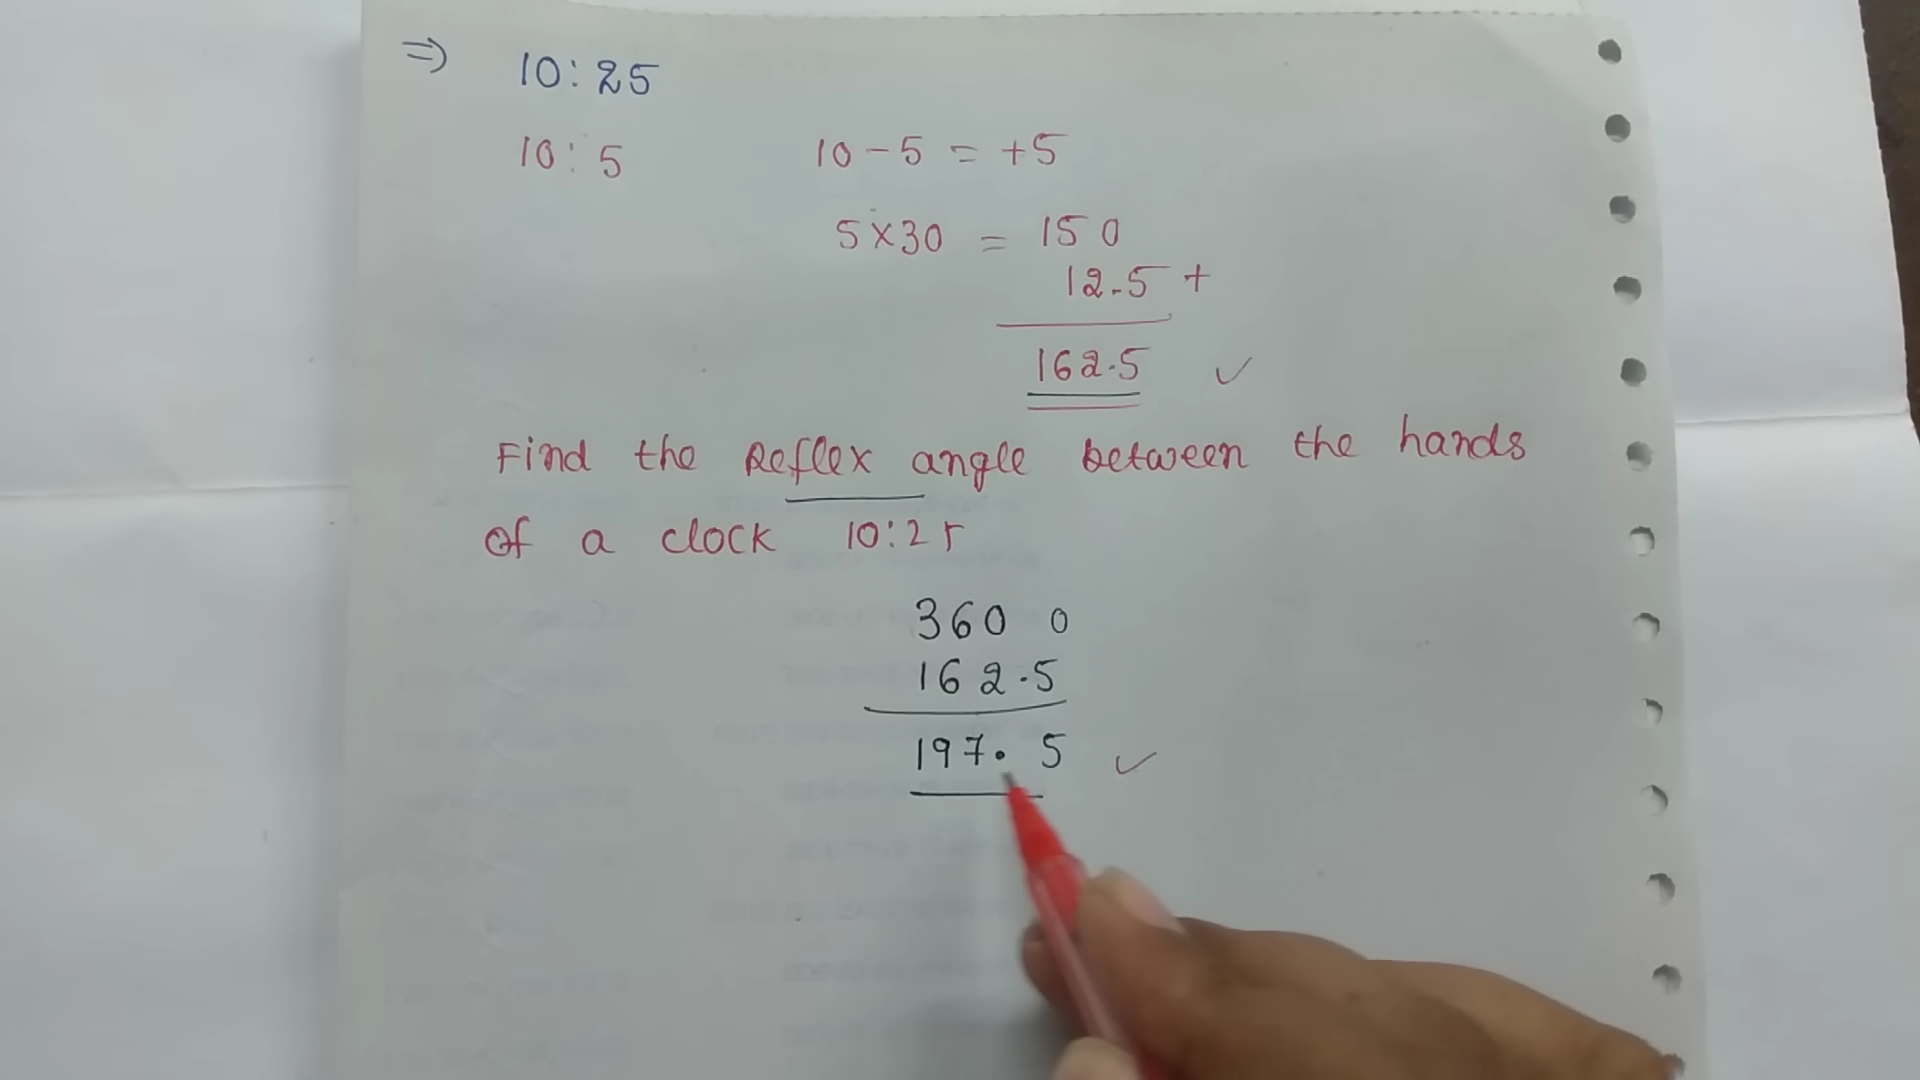 ⇒ 10:25
10:5 10-5 = +5
5×30 = 150
12.5 +
162.5 ✓
Find the Reflex angle between the hands
of a clock 10:25
360 0
162.5
197.5 ✓